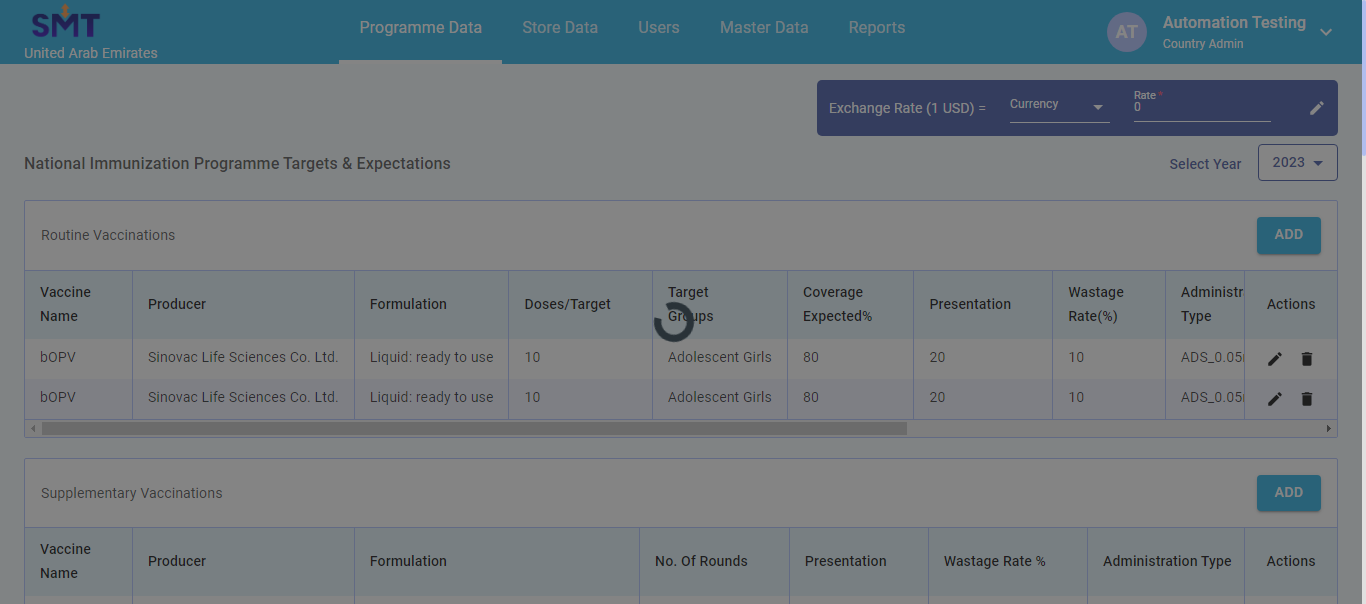 SMT
United Arab Emirates
Programme Data
Store Data
Users
Master Data
Reports
AT
Automation Testing
Country Admin
Exchange Rate (1 USD) =
Currency
Rate *
0
National Immunization Programme Targets & Expectations
Select Year
2023
Routine Vaccinations
ADD
Vaccine Name Producer Formulation Doses/Target Target Groups Coverage Expected% Presentation Wastage Rate(%) Administr Type Actions
bOPV Sinovac Life Sciences Co. Ltd. Liquid: ready to use 10 Adolescent Girls 80 20 10 ADS_0.05
bOPV Sinovac Life Sciences Co. Ltd. Liquid: ready to use 10 Adolescent Girls 80 20 10 ADS_0.05
Supplementary Vaccinations
ADD
Vaccine Name Producer Formulation No. Of Rounds Presentation Wastage Rate % Administration Type Actions